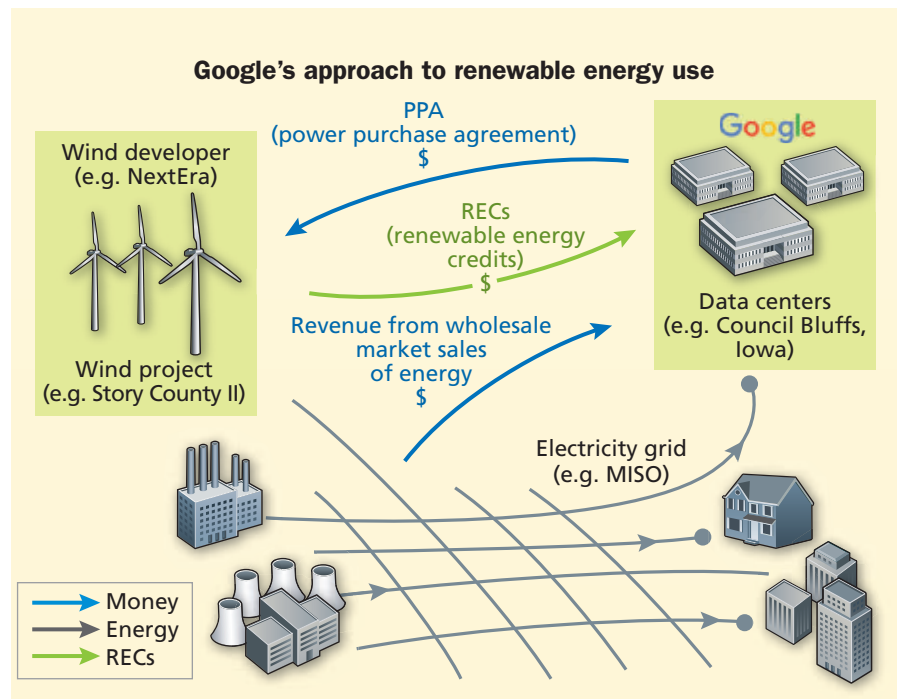 Google's approach to renewable energy use
PPA
(power purchase agreement)
$
Wind developer
(e.g. NextEra)
Google
RECs
(renewable energy
credits)
$
Data centers
(e.g. Council Bluffs,
Iowa)
Revenue from wholesale
market sales
of energy
$
Wind project
(e.g. Story County II)
Electricity grid
(e.g. MISO)
Money
Energy
RECs